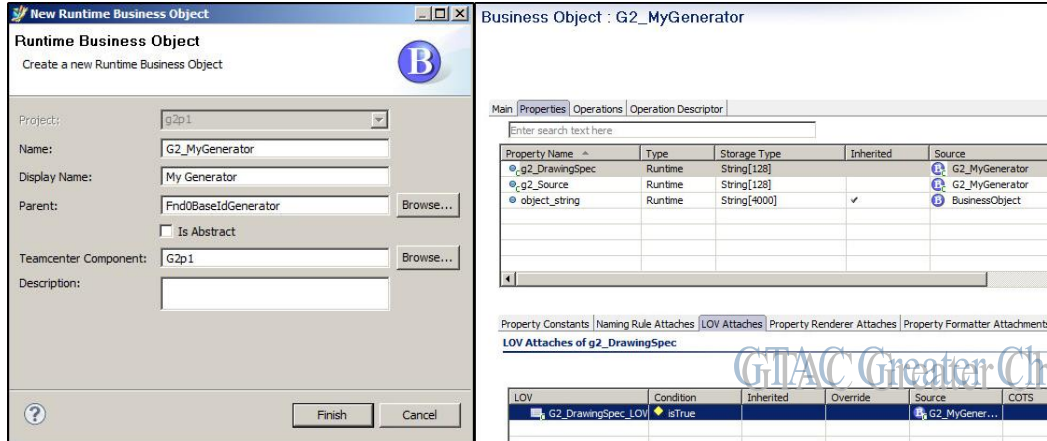 New Runtime Business Object
Runtime Business Object
Create a new Runtime Business Object
B
Project: g2p1
Name: G2_MyGenerator
Display Name: My Generator
Parent: Fnd0BaseIdGenerator Browse...
Is Abstract
Teamcenter Component: G2p1 Browse...
Description:
? Finish Cancel
Business Object : G2_MyGenerator
Main Properties Operations Operation Descriptor
Enter search text here
Property Name Type Storage Type Inherited Source
g2_DrawingSpec Runtime String[128] G2_MyGenerator
g2_Source Runtime String[128] G2_MyGenerator
object_string Runtime String[4000] ✓ BusinessObject
Property Constants Naming Rule Attaches LOV Attaches Property Renderer Attaches Property Formatter Attachments
LOV Attaches of g2_DrawingSpec
GTAC Greater Ch
LOV Condition Inherited Override Source COTS
G2_DrawingSpec_LOV isTrue G2_MyGener...